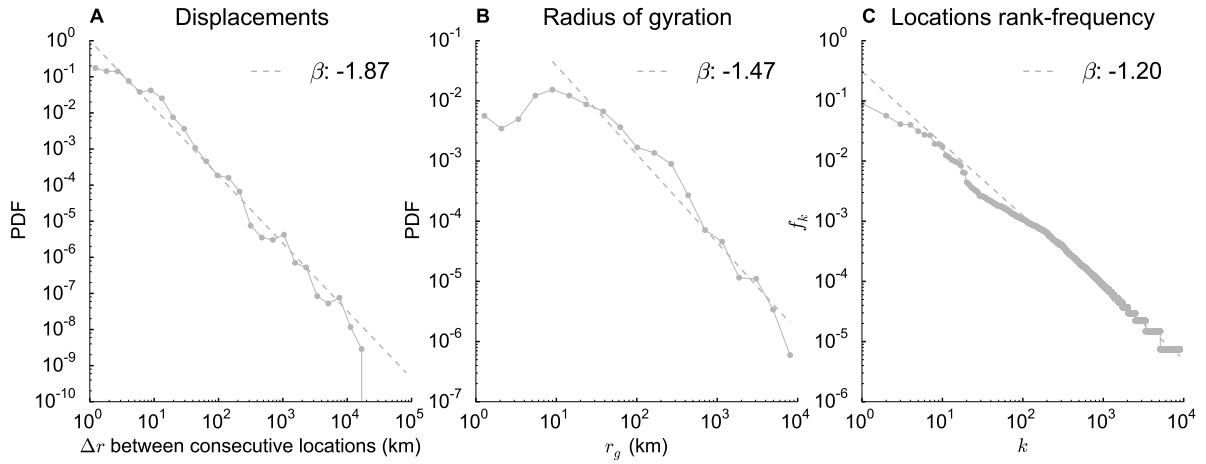 A Displacements
β: -1.87
PDF
10^0
10^-1
10^-2
10^-3
10^-4
10^-5
10^-6
10^-7
10^-8
10^-9
10^-10
10^0 10^1 10^2 10^3 10^4 10^5
Δr between consecutive locations (km)
B Radius of gyration
β: -1.47
PDF
10^-1
10^-2
10^-3
10^-4
10^-5
10^-6
10^-7
10^0 10^1 10^2 10^3 10^4
r_g (km)
C Locations rank-frequency
β: -1.20
f_k
10^0
10^-1
10^-2
10^-3
10^-4
10^-5
10^-6
10^0 10^1 10^2 10^3 10^4
k